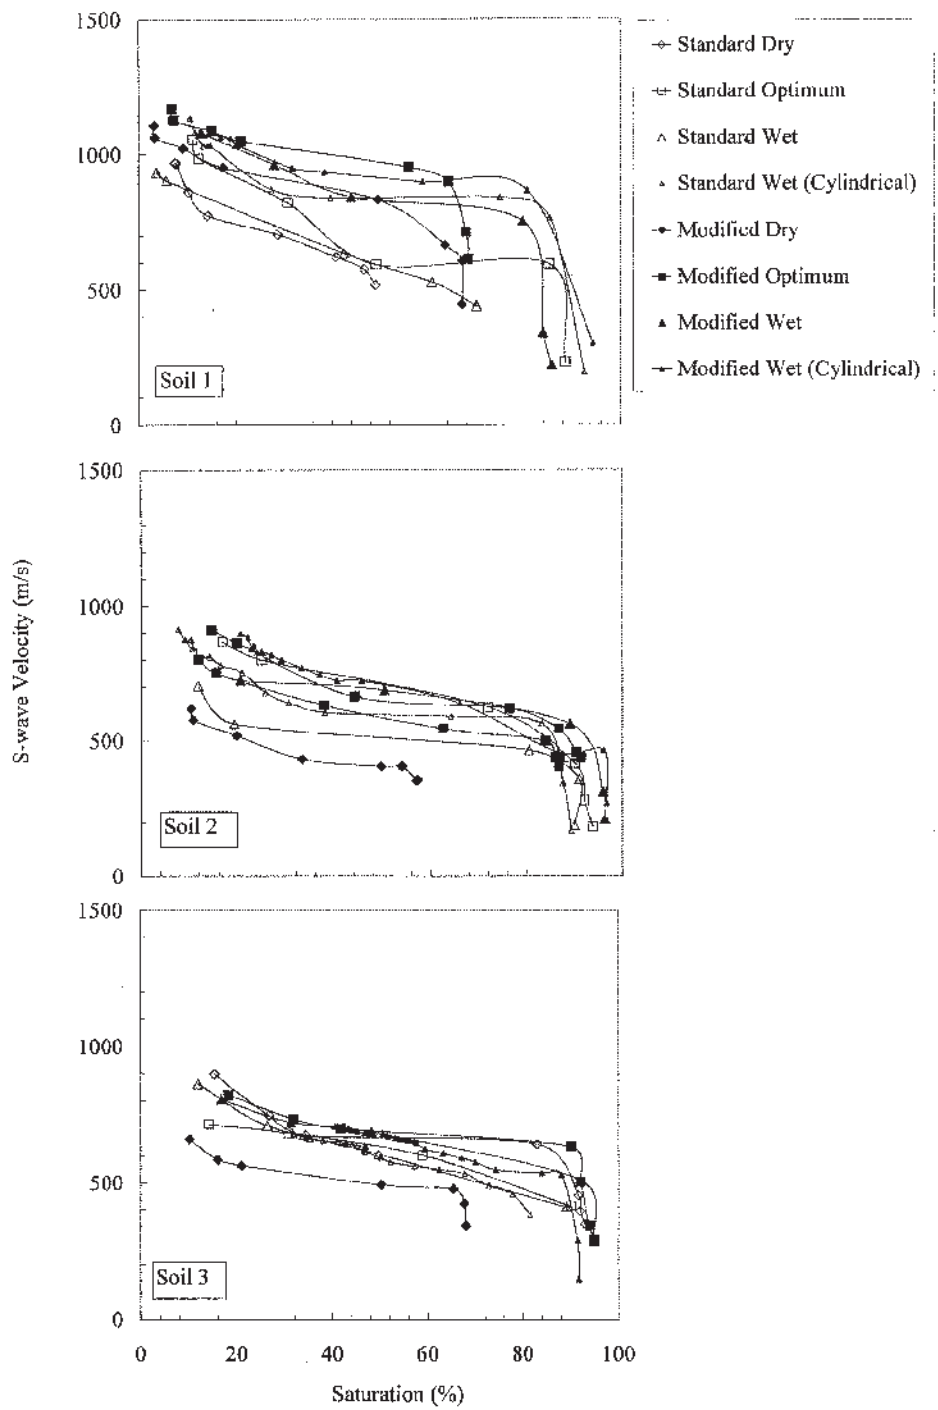 1500
1000
500
0
Soil 1
Standard Dry
Standard Optimum
Standard Wet
Standard Wet (Cylindrical)
Modified Dry
Modified Optimum
Modified Wet
Modified Wet (Cylindrical)
S-wave Velocity (m/s)
1500
1000
500
0
Soil 2
1500
1000
500
0
Soil 3
0 20 40 60 80 100
Saturation (%)